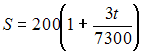 S = 200(1 + 3t/7300)